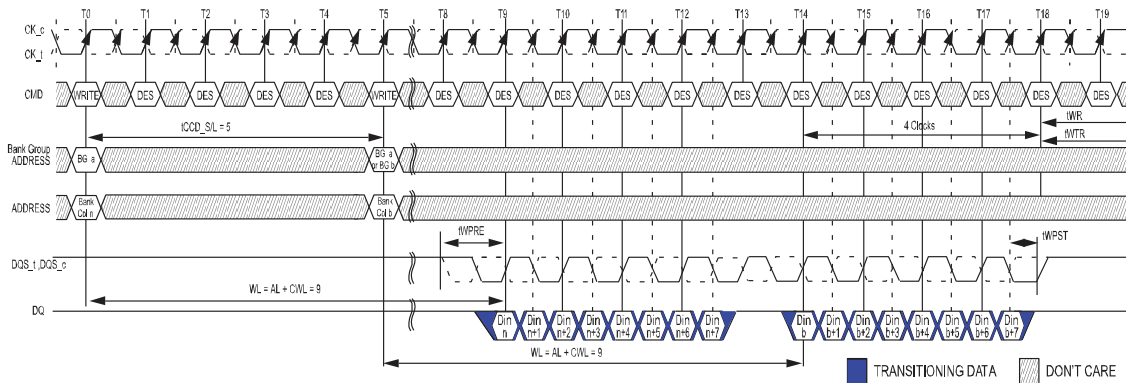 T0 T1 T2 T3 T4 T5 T8 T9 T10 T11 T12 T13 T14 T15 T16 T17 T18 T19
CK_c
CK_t
CMD WRITE DES DES DES DES WRITE DES DES DES DES DES DES DES DES DES DES DES DES
tCCD_S/L = 5
4 Clocks
tWR
tWTR
Bank Group
ADDRESS
BG a
BG a
or BG b
ADDRESS
Bank
Col n
Bank
Col b
tWPRE
tWPST
DQS_t,DQS_c
WL = AL + CWL = 9
DQ
Din
n
Din
n+1
Din
n+2
Din
n+3
Din
n+4
Din
n+5
Din
n+6
Din
n+7
Din
b
Din
b+1
Din
b+2
Din
b+3
Din
b+4
Din
b+5
Din
b+6
Din
b+7
WL = AL + CWL = 9
TRANSITIONING DATA
DON'T CARE